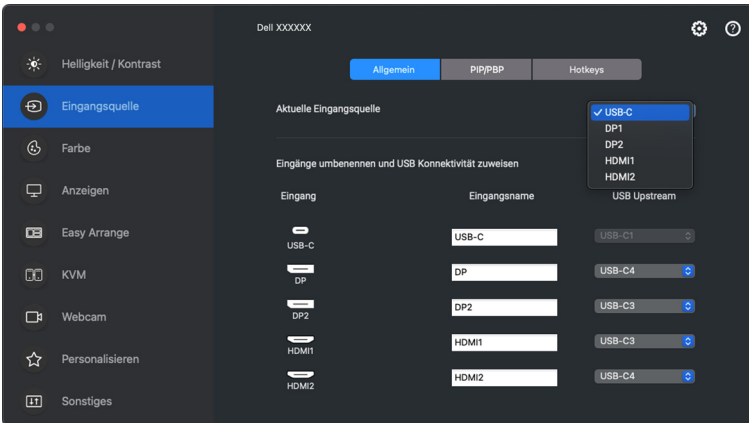 Dell XXXXXX
Helligkeit / Kontrast
Eingangsquelle
Farbe
Anzeigen
Easy Arrange
KVM
Webcam
Personalisieren
Sonstiges
Allgemein PIP/PBP Hotkeys
Aktuelle Eingangsquelle
USB-C
DP1
DP2
HDMI1
HDMI2
Eingänge umbenennen und USB Konnektivität zuweisen
Eingang Eingangsname USB Upstream
USB-C USB-C USB-C1
DP DP USB-C4
DP2 DP2 USB-C3
HDMI1 HDMI1 USB-C3
HDMI2 HDMI2 USB-C4